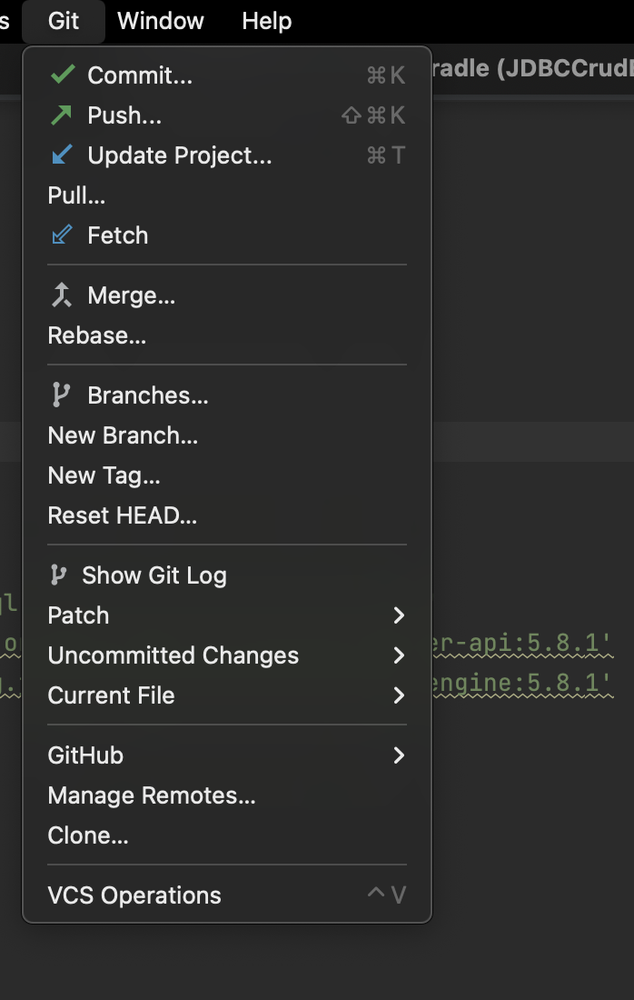 s Git Window Help
radle (JDBCCrud
Commit... ⌘K
Push... ⇧⌘K
Update Project... ⌘T
Pull...
Fetch
Merge...
Rebase...
Branches...
New Branch...
New Tag...
Reset HEAD...
Show Git Log
ql
Patch
er-api:5.8.1'
Uncommitted Changes
engine:5.8.1'
Current File
GitHub
Manage Remotes...
Clone...
VCS Operations ^V